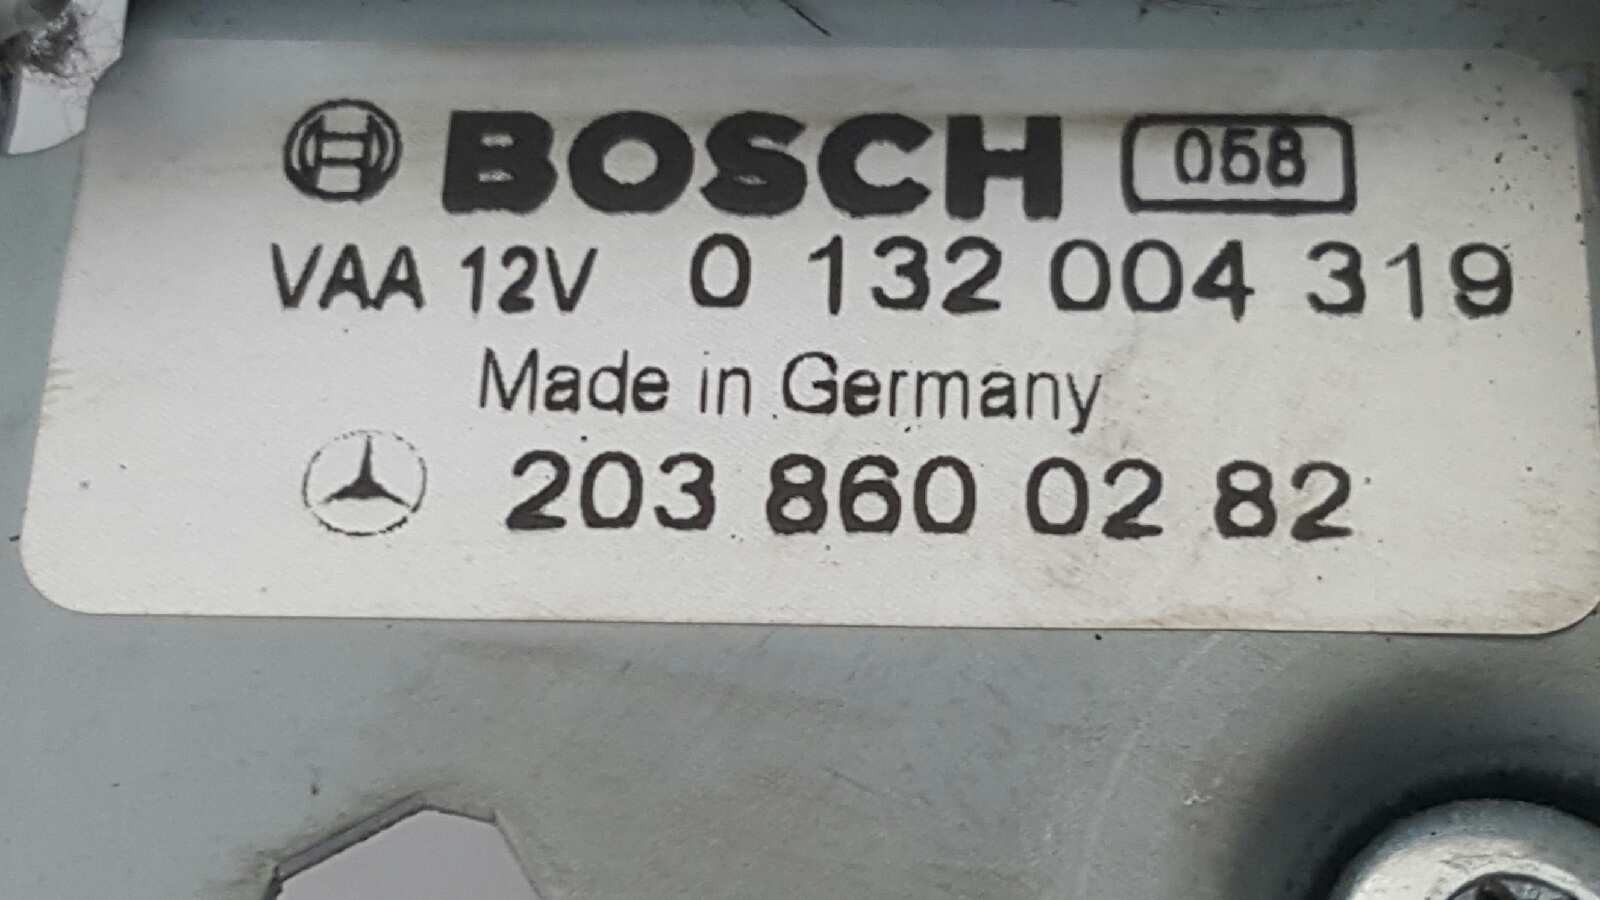 BOSCH 058
VAA 12V 0 132 004 319
Made in Germany
203 860 02 82